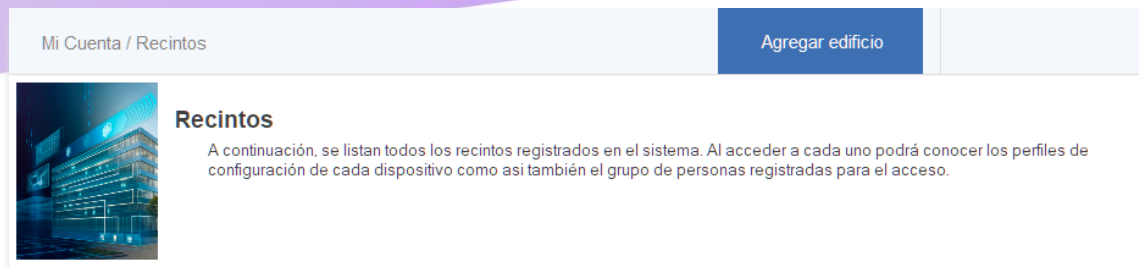 Mi Cuenta / Recintos
Agregar edificio
Recintos
A continuación, se listan todos los recintos registrados en el sistema. Al acceder a cada uno podrá conocer los perfiles de
configuración de cada dispositivo como asi también el grupo de personas registradas para el acceso.